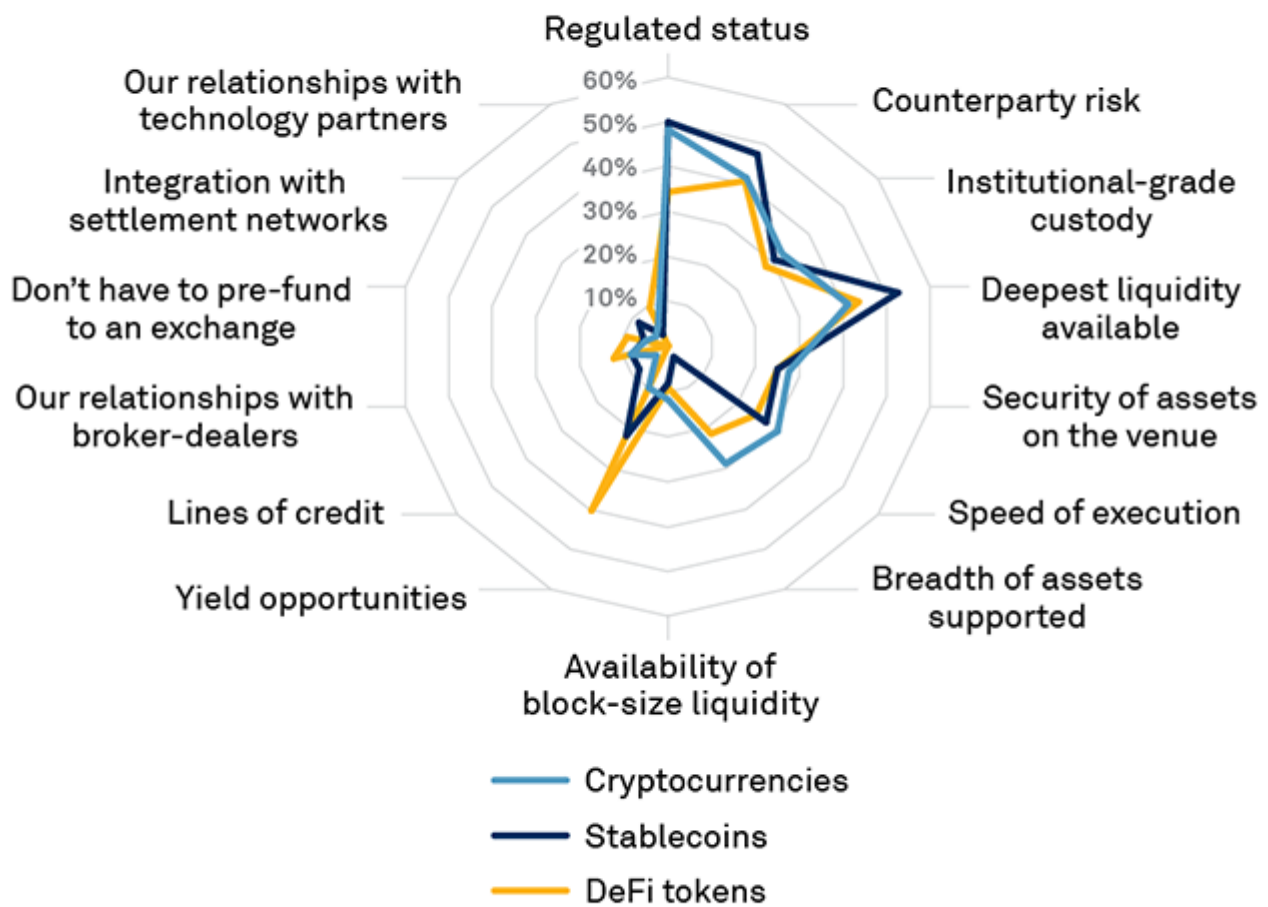 Regulated status
Our relationships with
technology partners
60%
Counterparty risk
50%
40%
Integration with
settlement networks
Institutional-grade
custody
30%
20%
Don't have to pre-fund
to an exchange
10%
Deepest liquidity
available
Our relationships with
broker-dealers
Security of assets
on the venue
Lines of credit
Speed of execution
Yield opportunities
Breadth of assets
supported
Availability of
block-size liquidity
Cryptocurrencies
Stablecoins
DeFi tokens